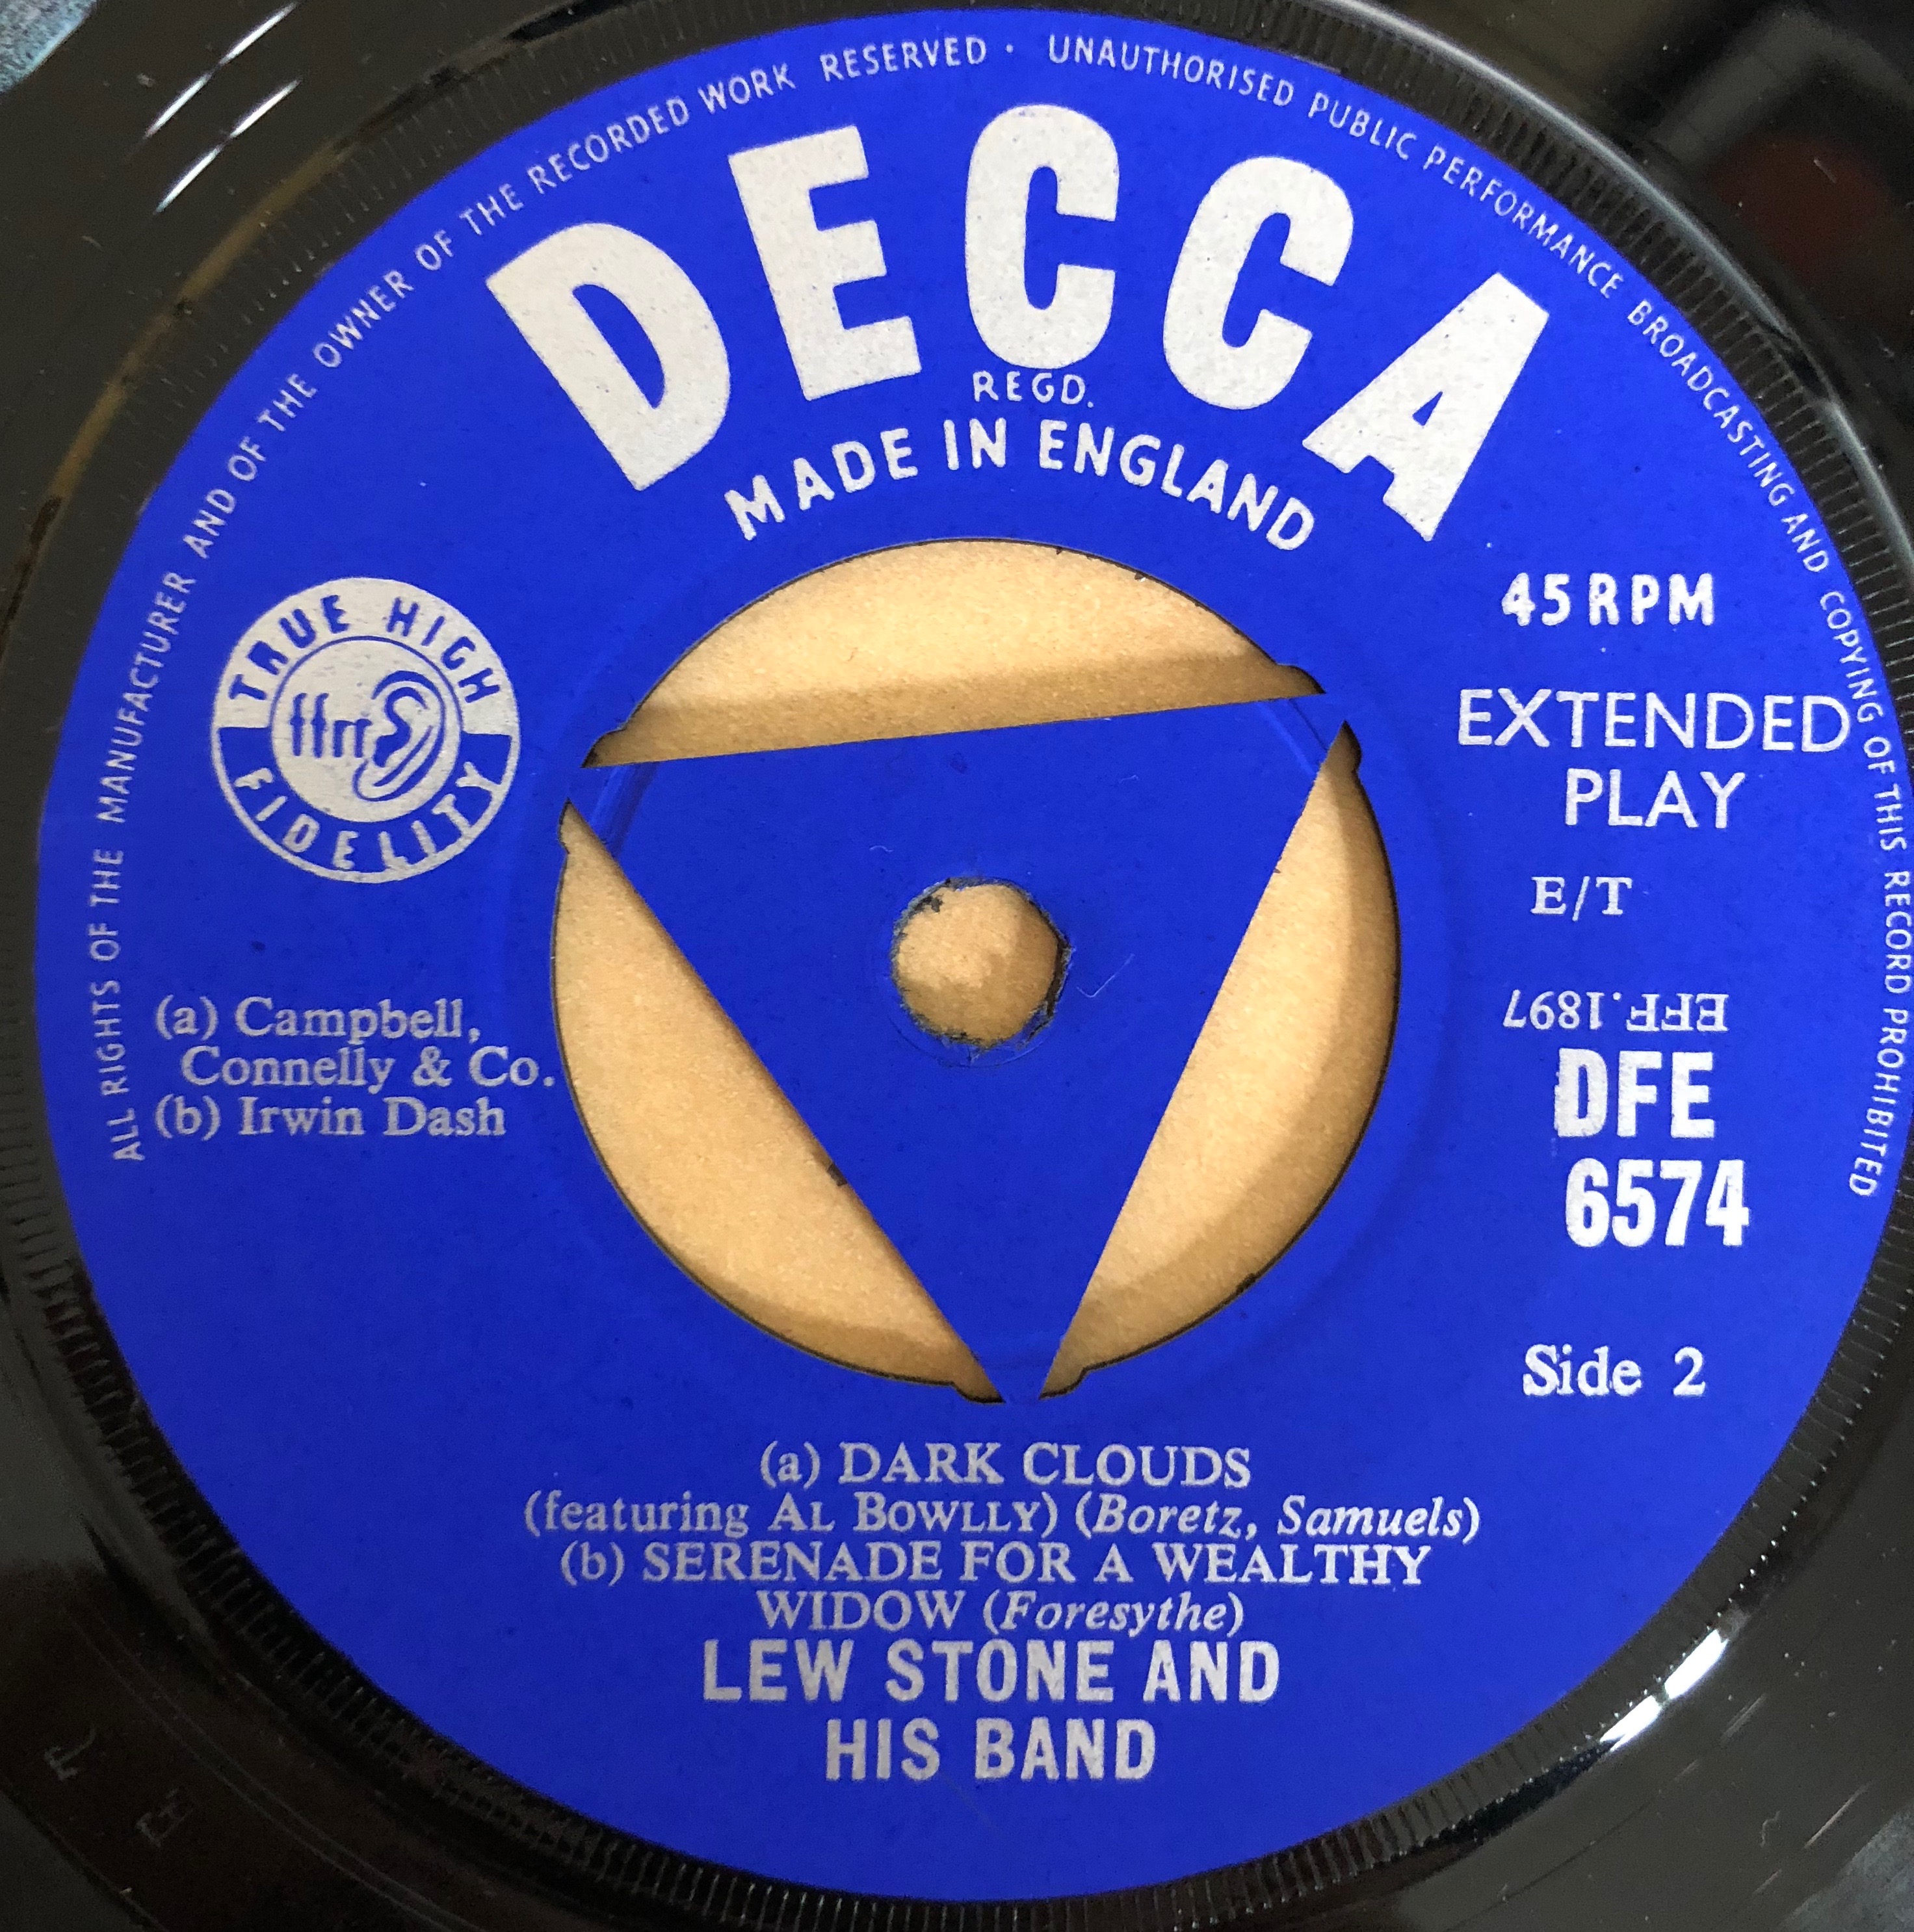 ALL RIGHTS OF THE MANUFACTURER AND OF THE OWNER OF THE RECORDED WORK RESERVED · UNAUTHORISED PUBLIC PERFORMANCE BROADCASTING AND COPYING OF THIS RECORD PROHIBITED
DECCA
REGD.
MADE IN ENGLAND
TRUE HIGH
ffrr
FIDELITY
45 RPM
EXTENDED
PLAY
E/T
EFF.1897
DFE
6574
(a) Campbell,
Connelly & Co.
(b) Irwin Dash
Side 2
(a) DARK CLOUDS
(featuring AL BOWLLY) (Boretz, Samuels)
(b) SERENADE FOR A WEALTHY
WIDOW (Foresythe)
LEW STONE AND
HIS BAND